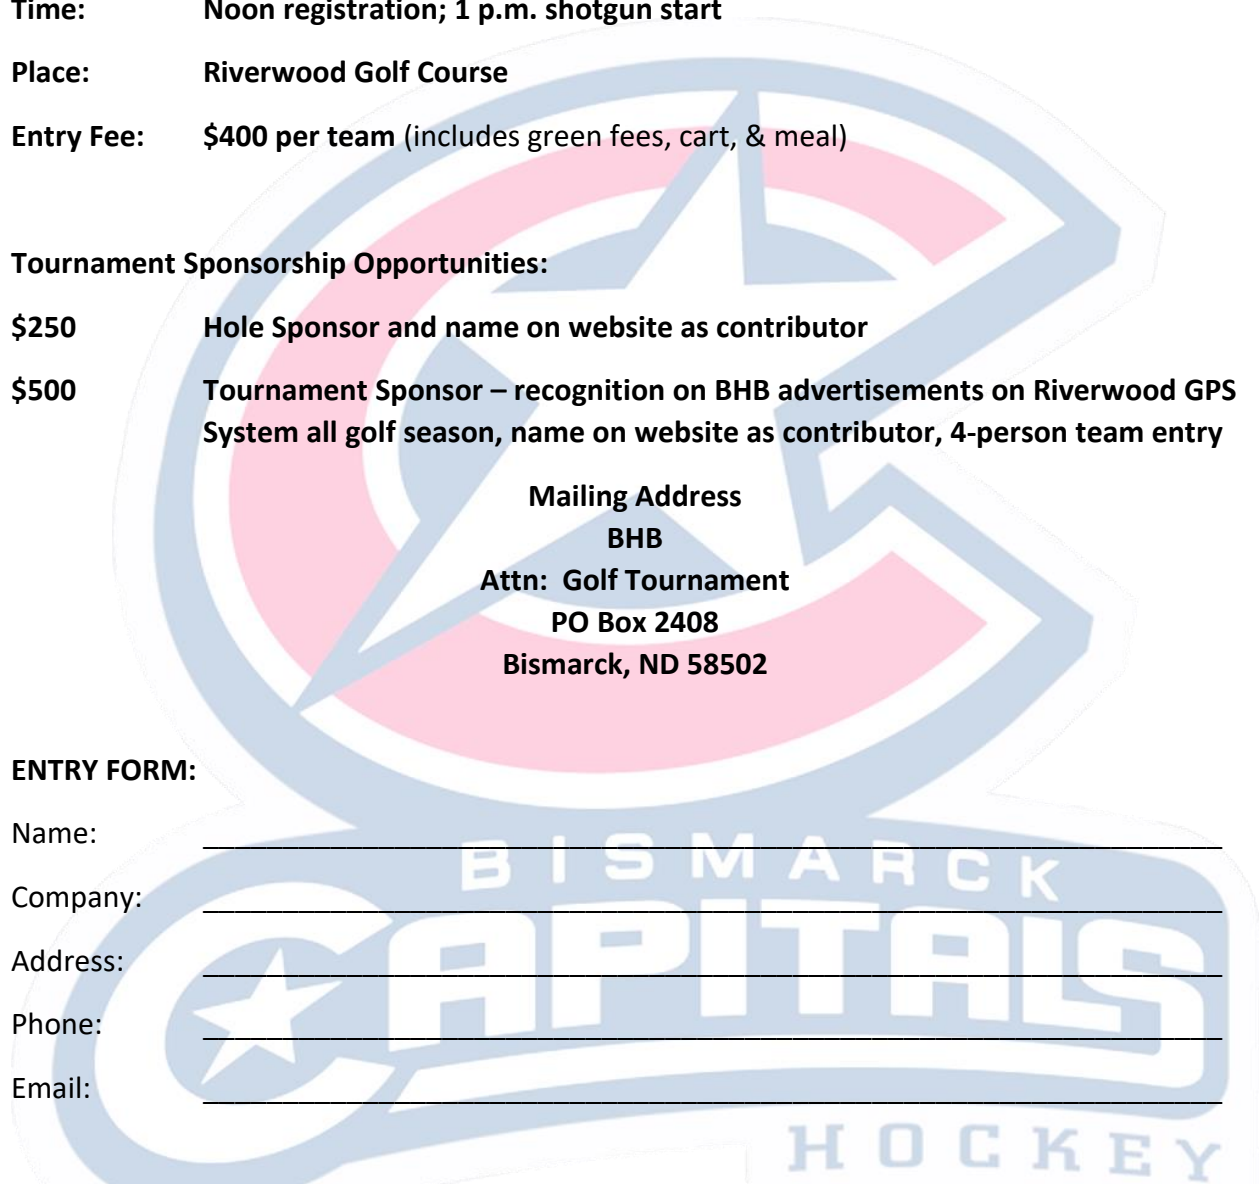 Time: Noon registration; 1 p.m. shotgun start
Place: Riverwood Golf Course
Entry Fee: $400 per team (includes green fees, cart, & meal)
Tournament Sponsorship Opportunities:
$250 Hole Sponsor and name on website as contributor
$500 Tournament Sponsor – recognition on BHB advertisements on Riverwood GPS
System all golf season, name on website as contributor, 4-person team entry
Mailing Address
BHB
Attn: Golf Tournament
PO Box 2408
Bismarck, ND 58502
ENTRY FORM:
Name:
BISMARCK
Company:
CAPITALS
Address:
Phone:
Email:
HOCKEY